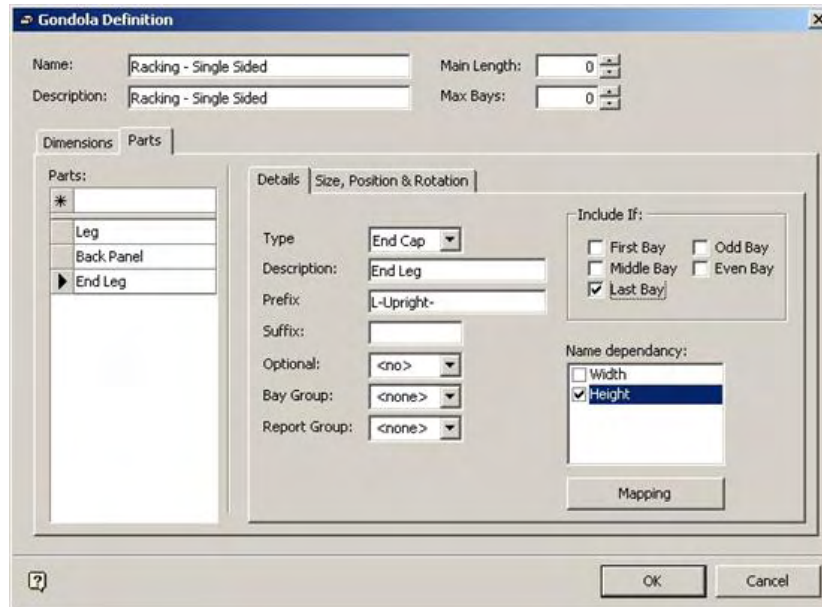 Gondola Definition
Name: Racking - Single Sided Main Length: 0
Description: Racking - Single Sided Max Bays: 0
Dimensions Parts
Parts:
Leg
Back Panel
End Leg
Details Size, Position & Rotation
Type End Cap
Description: End Leg
Prefix L-Upright-
Suffix:
Optional: <no>
Bay Group: <none>
Report Group: <none>
Include If:
First Bay Odd Bay
Middle Bay Even Bay
Last Bay
Name dependancy:
Width
Height
Mapping
OK Cancel